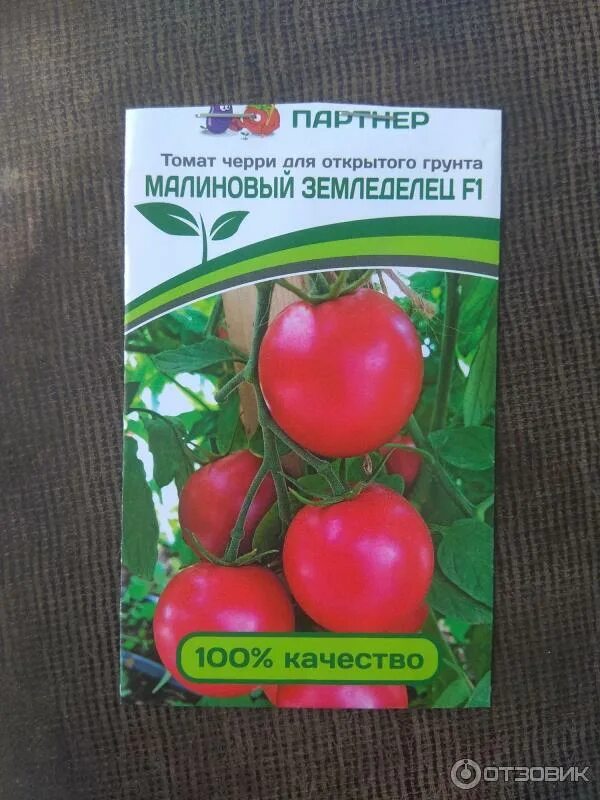 ПАРТНЕР
Томат черри для открытого грунта
МАЛИНОВЫЙ ЗЕМЛЕДЕЛЕЦ F1
100% качество
ОТЗОВИК